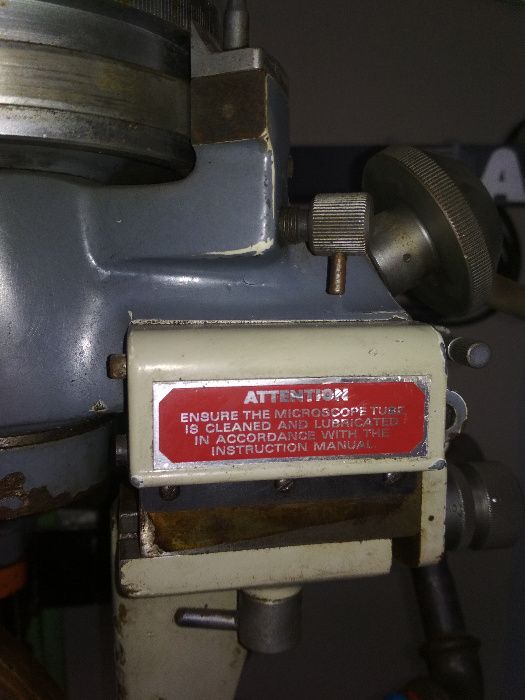 ATTENTION
ENSURE THE MICROSCOPE TUBE
IS CLEANED AND LUBRICATED
IN ACCORDANCE WITH THE
INSTRUCTION MANUAL
A